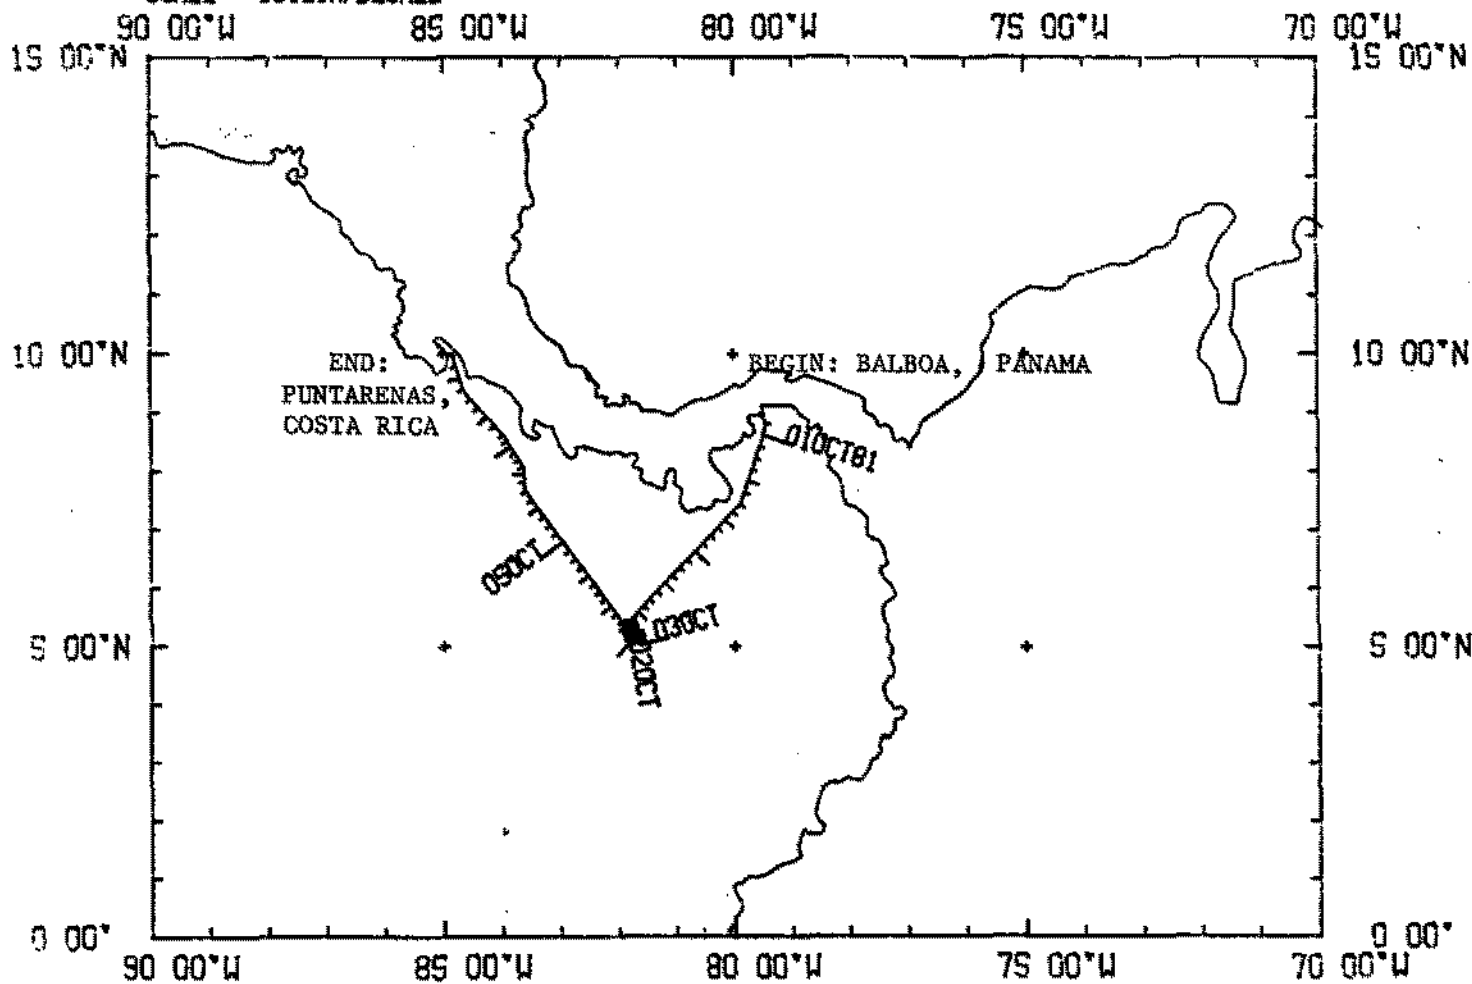 90 00°W 85 00°W 80 00°W 75 00°W 70 00°W
15 00°N 15 00°N
10 00°N 10 00°N
END:
PUNTARENAS,
COSTA RICA
BEGIN: BALBOA, PANAMA
01OCT81
09OCT
03OCT
02OCT
5 00°N 5 00°N
0 00° 0 00°
90 00°W 85 00°W 80 00°W 75 00°W 70 00°W